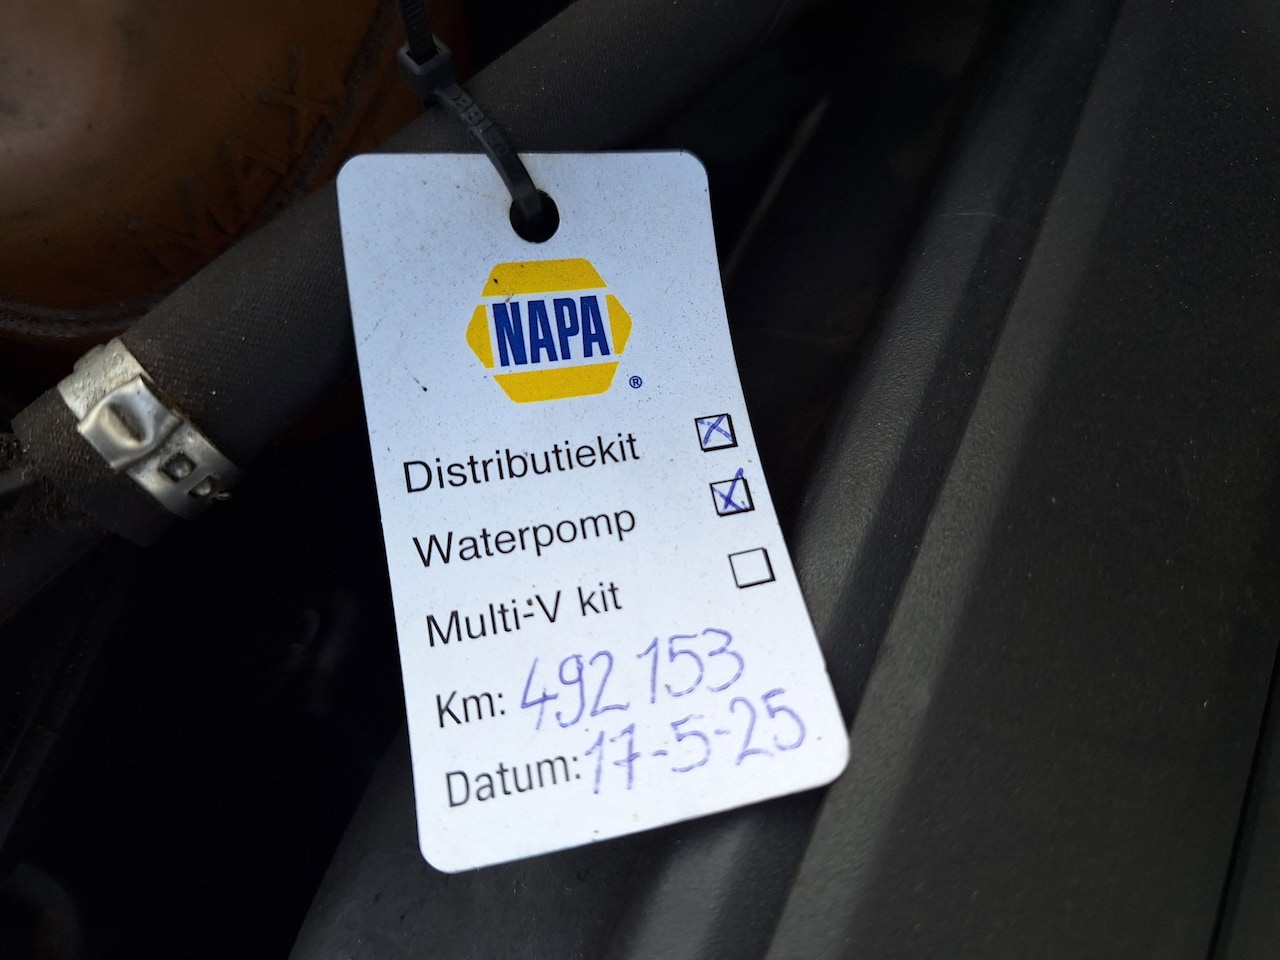 NAPA
®
Distributiekit
Waterpomp
Multi-V kit
Km: 492 153
Datum: 17-5-25